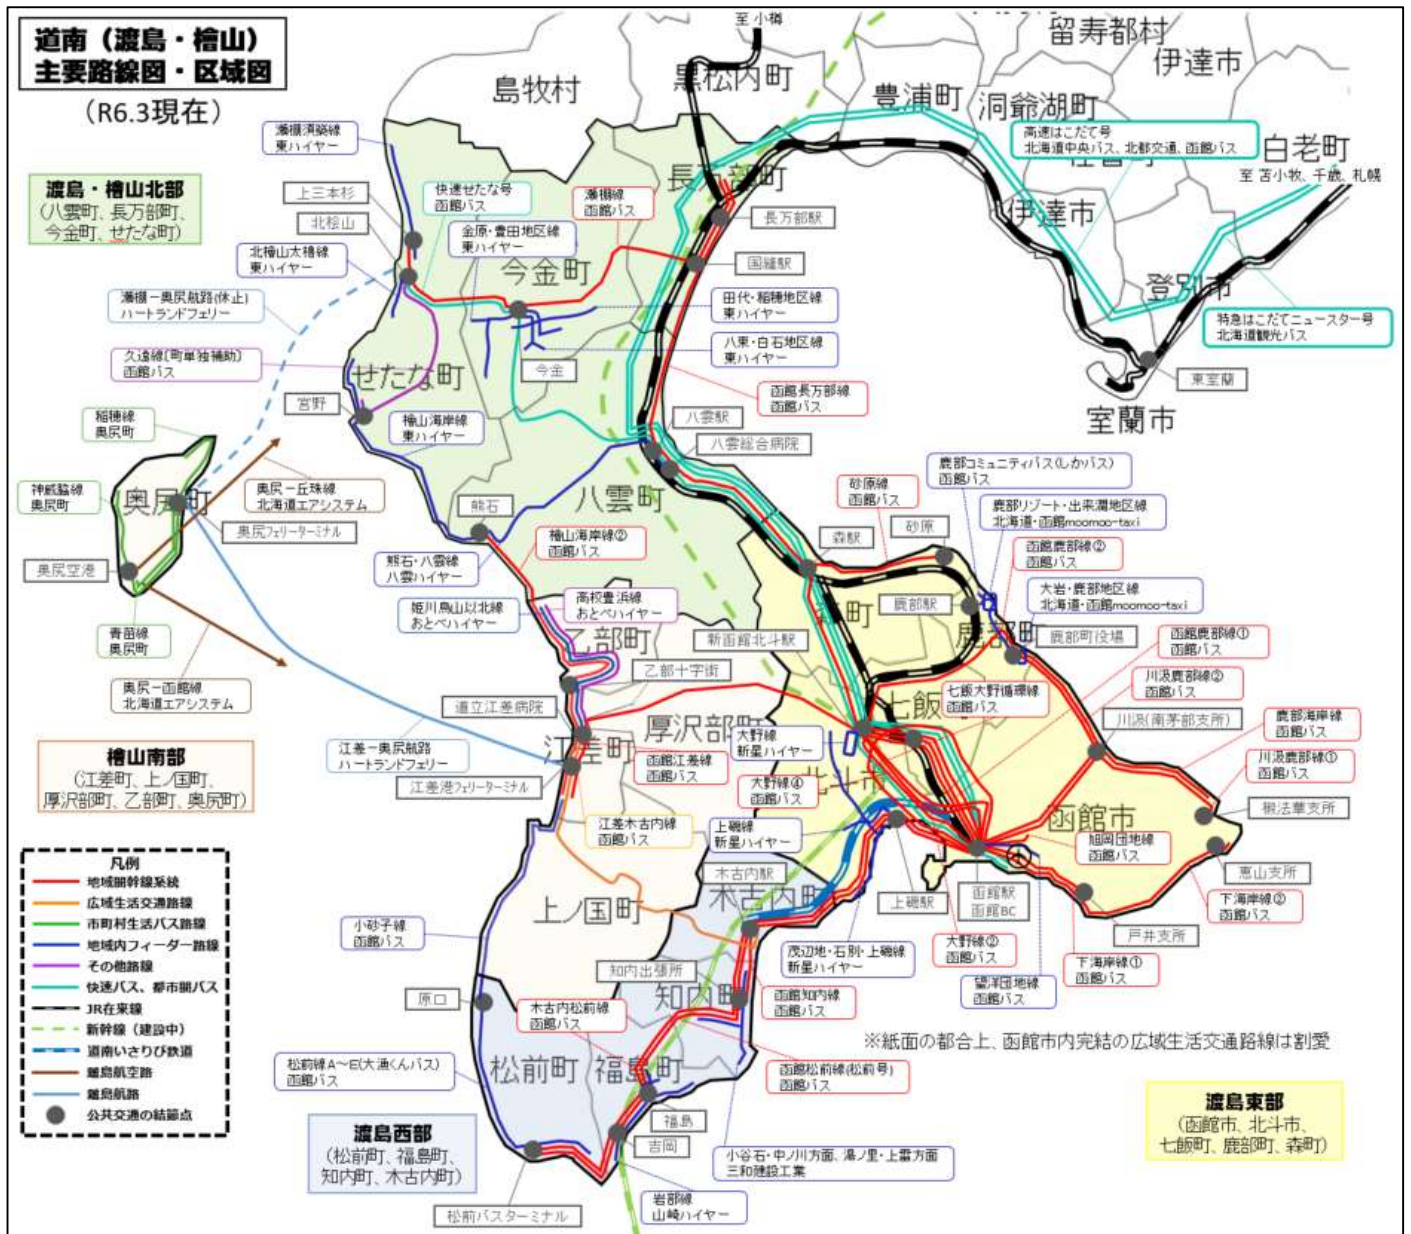 道南（渡島・檜山）
主要路線図・区域図
（R6.3現在）
至 小樽
留寿都村
伊達市
黒松内町
島牧村
豊浦町
洞爺湖町
高速はこだて号
北海道中央バス、北都交通、函館バス
白老町
至 苫小牧、千歳、札幌
瀬棚須築線
東ハイヤー
渡島・檜山北部
（八雲町、長万部町、
今金町、せたな町）
上三本杉
北桧山
快速せたな号
函館バス
瀬棚線
函館バス
長万部町
長万部駅
伊達市
金原・豊田地区線
東ハイヤー
北檜山太櫓線
東ハイヤー
今金町
国縫駅
登別市
瀬棚－奥尻航路(休止)
ハートランドフェリー
田代・稲穂地区線
東ハイヤー
特急はこだてニュースター号
北海道観光バス
八束・白石地区線
東ハイヤー
久遠線[町単独補助]
函館バス
せたな町
今金
東室蘭
室蘭市
宮野
函館長万部線
函館バス
稲穂線
奥尻町
檜山海岸線
東ハイヤー
八雲駅
八雲総合病院
神威脇線
奥尻町
奥尻町
奥尻－丘珠線
北海道エアシステム
八雲町
砂原線
函館バス
鹿部コミュニティバス(しかバス)
函館バス
奥尻フェリーターミナル
熊石
鹿部リゾート・出来澗地区線
北海道・函館moomoo-taxi
奥尻空港
檜山海岸線②
函館バス
森駅
砂原
函館鹿部線②
函館バス
熊石・八雲線
八雲ハイヤー
大岩・鹿部地区線
北海道・函館moomoo-taxi
姫川鳥山以北線
おとべハイヤー
高校豊浜線
おとべハイヤー
鹿部駅
青苗線
奥尻町
乙部町
新函館北斗駅
町
鹿部町
鹿部町役場
函館鹿部線①
函館バス
乙部十字街
川汲鹿部線②
函館バス
奥尻－函館線
北海道エアシステム
道立江差病院
七飯大野循環線
函館バス
七飯
川汲(南茅部支所)
鹿部海岸線
函館バス
檜山南部
（江差町、上ノ国町、
厚沢部町、乙部町、奥尻町）
江差－奥尻航路
ハートランドフェリー
江差町
厚沢部町
大野線
新星ハイヤー
函館江差線
函館バス
大野線④
函館バス
北斗市
川汲鹿部線①
函館バス
江差港フェリーターミナル
椴法華支所
函館市
江差木古内線
函館バス
上磯線
新星ハイヤー
旭岡団地線
函館バス
恵山支所
木古内駅
木古内町
上磯駅
函館駅
函館BC
下海岸線②
函館バス
戸井支所
上ノ国町
小砂子線
函館バス
茂辺地・石別・上磯線
新星ハイヤー
大野線②
函館バス
下海岸線①
函館バス
望洋団地線
函館バス
知内出張所
知内町
函館知内線
函館バス
原口
木古内松前線
函館バス
※紙面の都合上、函館市内完結の広域生活交通路線は割愛
松前線A～E(大漁くんバス)
函館バス
松前町
福島町
函館松前線(松前号)
函館バス
福島
吉岡
渡島西部
（松前町、福島町、
知内町、木古内町）
小谷石・中ノ川方面、湯ノ里・上雷方面
三和建設工業
渡島東部
（函館市、北斗市、
七飯町、鹿部町、森町）
岩部線
山崎ハイヤー
松前バスターミナル
凡例
地域間幹線系統
広域生活交通路線
市町村生活バス路線
地域内フィーダー路線
その他路線
快速バス、都市間バス
JR在来線
新幹線（建設中）
道南いさりび鉄道
離島航空路
離島航路
公共交通の結節点